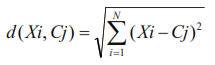 d(Xi, Cj) = √∑_{i=1}^{N} (Xi – Cj)²